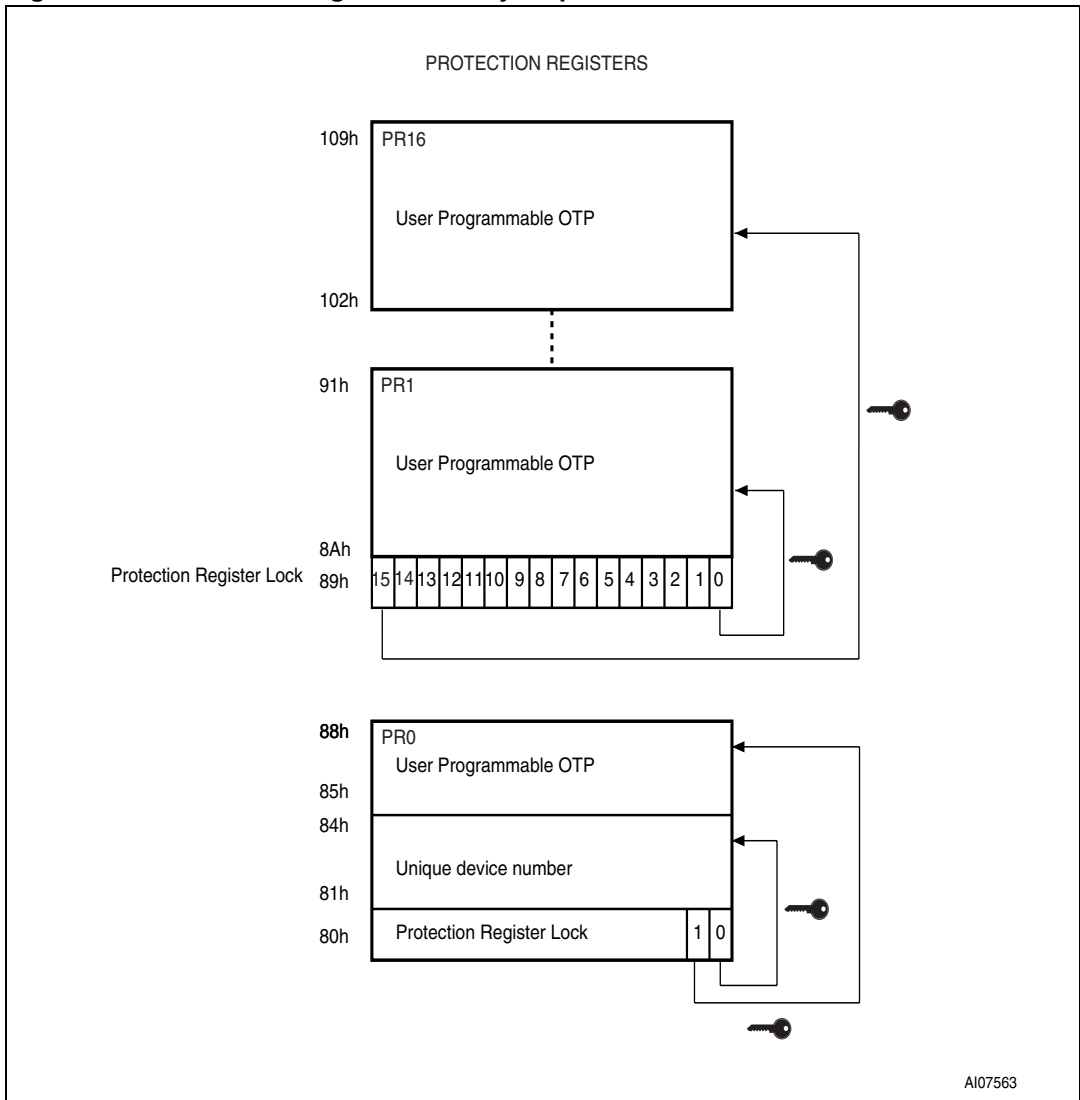 PROTECTION REGISTERS
109h PR16
User Programmable OTP
102h
91h PR1
User Programmable OTP
8Ah
Protection Register Lock 89h 15 14 13 12 11 10 9 8 7 6 5 4 3 2 1 0
88h PR0
User Programmable OTP
85h
84h
Unique device number
81h
80h Protection Register Lock 1 0
AI07563